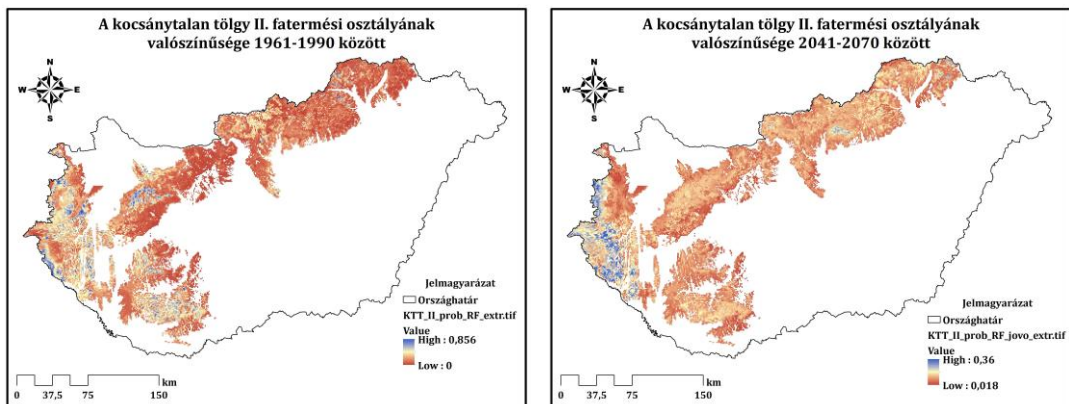 A kocsánytalan tölgy II. fatermési osztályának
valószínűsége 1961-1990 között
N
W E
S
Jelmagyarázat
Országhatár
KTT_II_prob_RF_extr.tif
Value
High : 0,856
Low : 0
km
0 37,5 75 150
A kocsánytalan tölgy II. fatermési osztályának
valószínűsége 2041-2070 között
N
W E
S
Jelmagyarázat
Országhatár
KTT_II_prob_RF_jovo_extr.tif
Value
High : 0,36
Low : 0,018
km
0 37,5 75 150